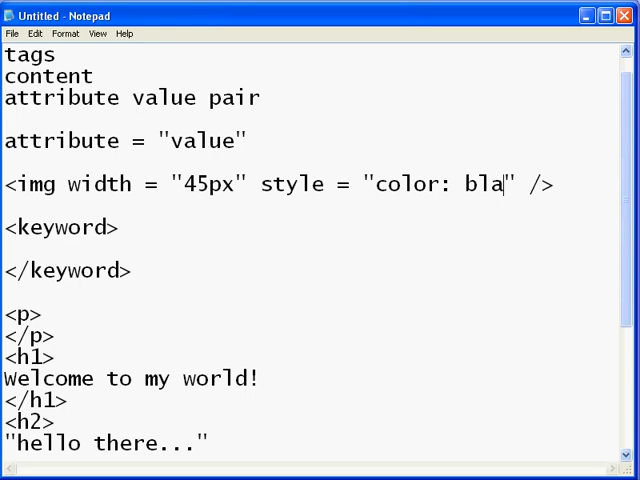 Untitled - Notepad
File Edit Format View Help
tags
content
attribute value pair
attribute = "value"
<img width = "45px" style = "color: bla" />
<keyword>
</keyword>
<p>
</p>
<h1>
Welcome to my world!
</h1>
<h2>
"hello there..."